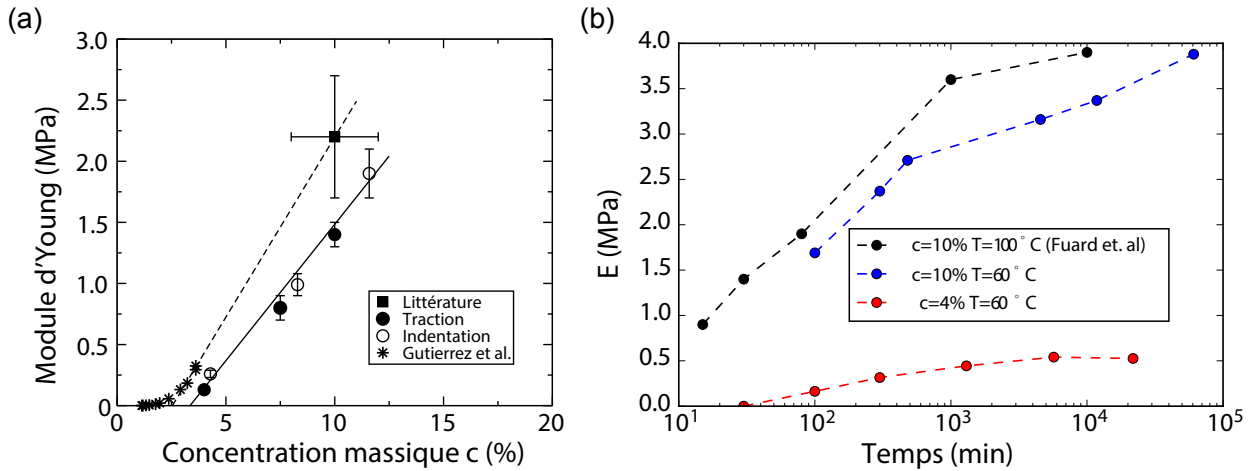 (a)
3.0
2.5
2.0
1.5
1.0
0.5
0
0
5
10
15
20
Module d'Young (MPa)
Concentration massique c (%)
Littérature
Traction
Indentation
Gutierrez et al.
(b)
4.0
3.5
3.0
2.5
2.0
1.5
1.0
0.5
0.0
10¹
10²
10³
10⁴
10⁵
E (MPa)
Temps (min)
c=10% T=100°C (Fuard et. al)
c=10% T=60°C
c=4% T=60°C